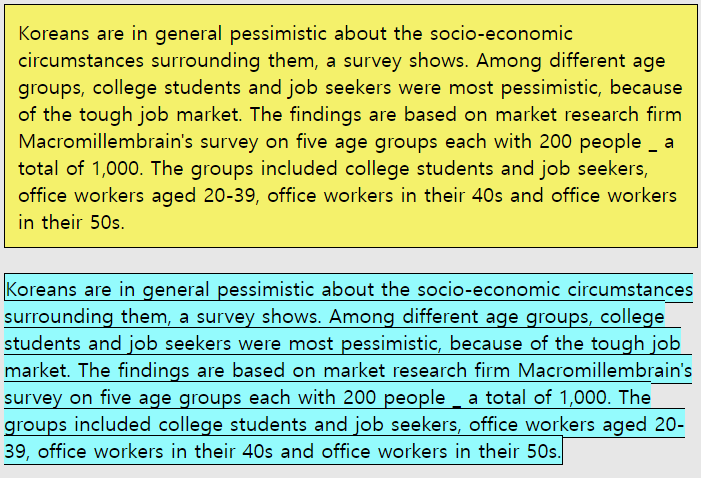 Koreans are in general pessimistic about the socio-economic
circumstances surrounding them, a survey shows. Among different age
groups, college students and job seekers were most pessimistic, because
of the tough job market. The findings are based on market research firm
Macromillembrain's survey on five age groups each with 200 people _ a
total of 1,000. The groups included college students and job seekers,
office workers aged 20-39, office workers in their 40s and office workers
in their 50s.
Koreans are in general pessimistic about the socio-economic circumstances
surrounding them, a survey shows. Among different age groups, college
students and job seekers were most pessimistic, because of the tough job
market. The findings are based on market research firm Macromillembrain's
survey on five age groups each with 200 people _ a total of 1,000. The
groups included college students and job seekers, office workers aged 20-
39, office workers in their 40s and office workers in their 50s.